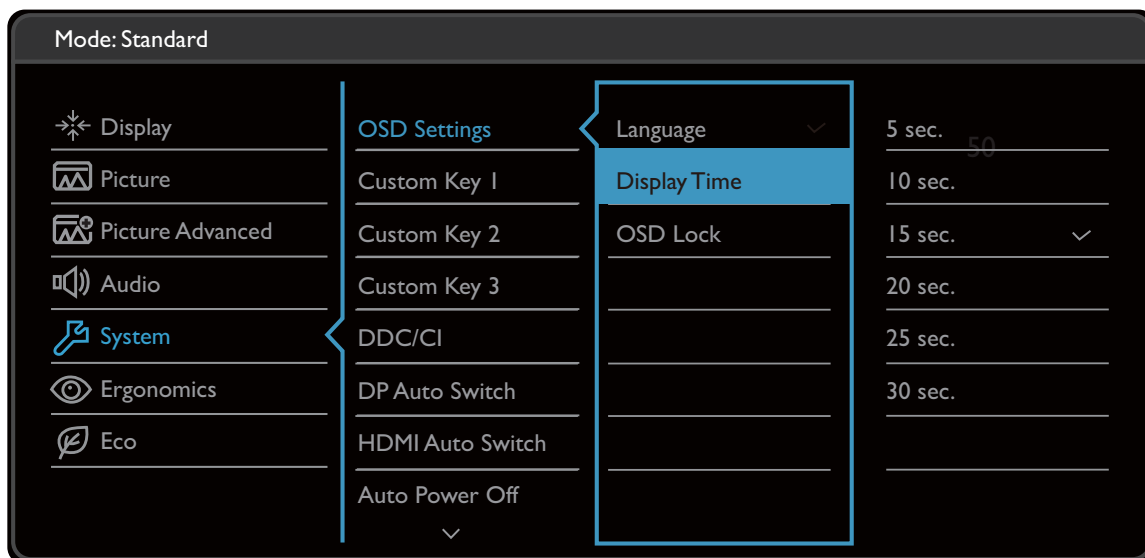 Mode: Standard
Display
Picture
Picture Advanced
Audio
System
Ergonomics
Eco
OSD Settings
Custom Key 1
Custom Key 2
Custom Key 3
DDC/CI
DP Auto Switch
HDMI Auto Switch
Auto Power Off
Language
Display Time
OSD Lock
5 sec.
50
10 sec.
15 sec.
20 sec.
25 sec.
30 sec.